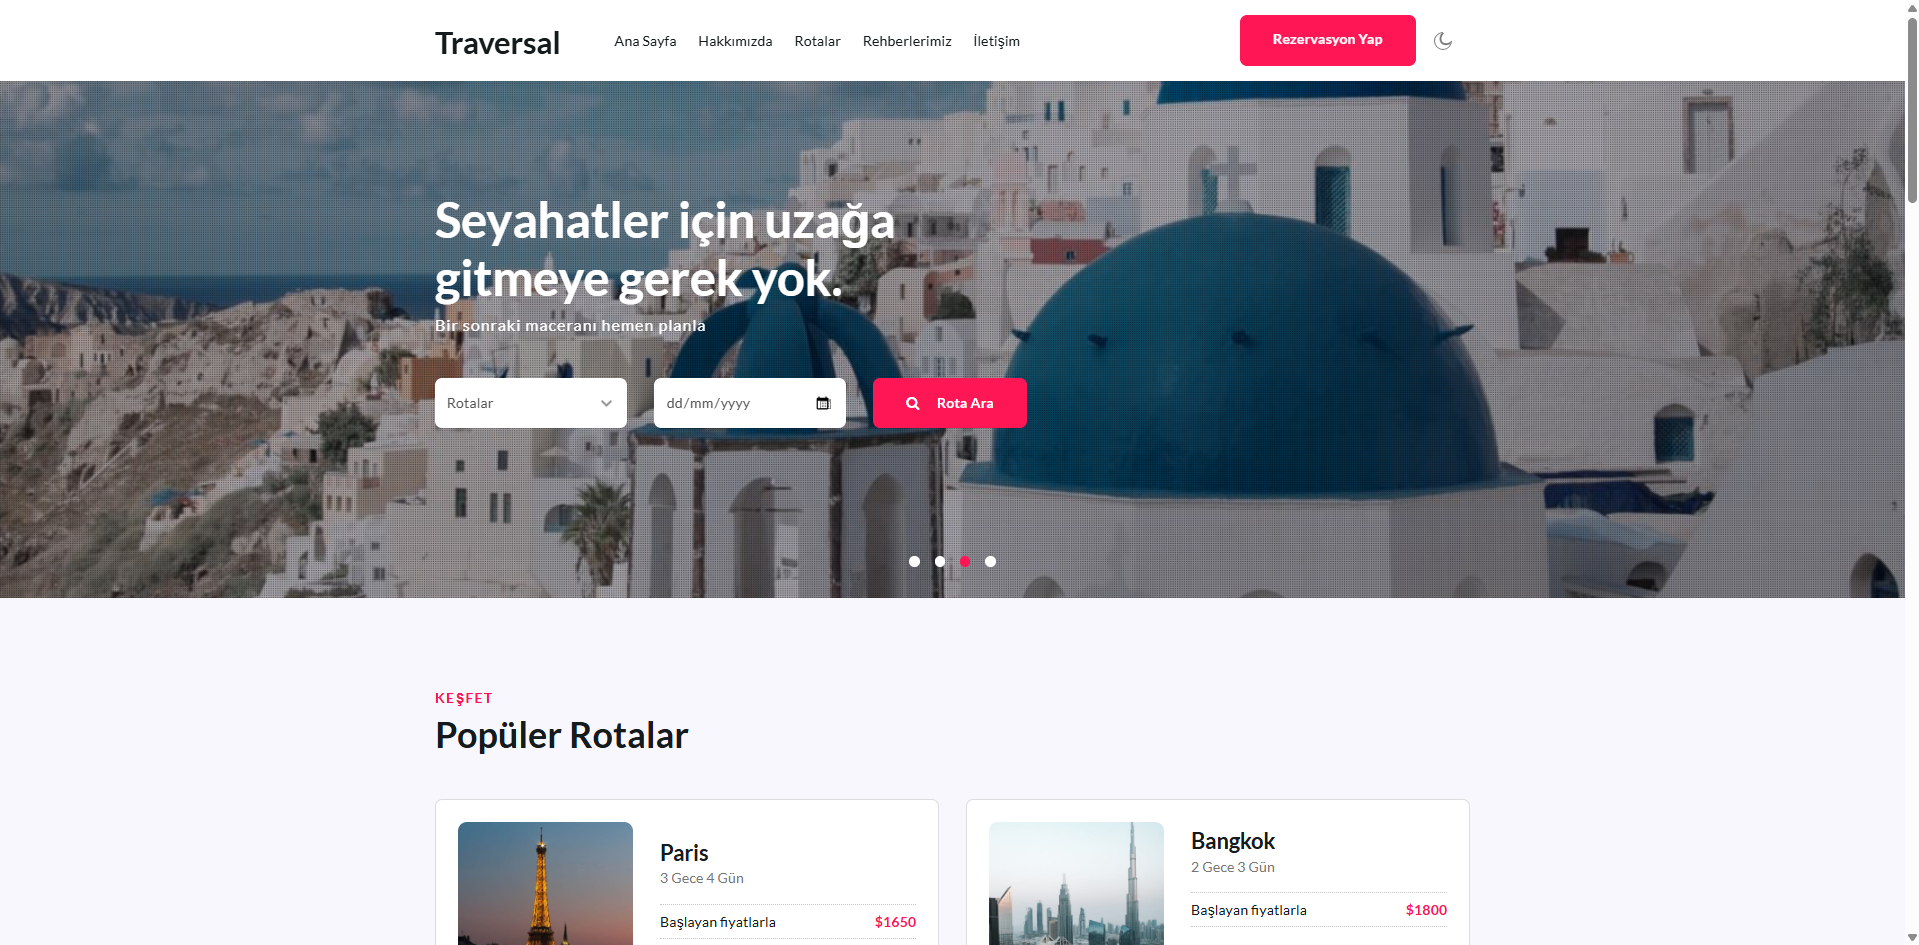 Traversal
Ana Sayfa
Hakkımızda
Rotalar
Rehberlerimiz
İletişim
Rezervasyon Yap
Seyahatler için uzağa
gitmeye gerek yok.
Bir sonraki maceranı hemen planla
Rotalar
dd/mm/yyyy
Rota Ara
KEŞFET
Popüler Rotalar
Paris
3 Gece 4 Gün
Başlayan fiyatlarla $1650
Bangkok
2 Gece 3 Gün
Başlayan fiyatlarla $1800